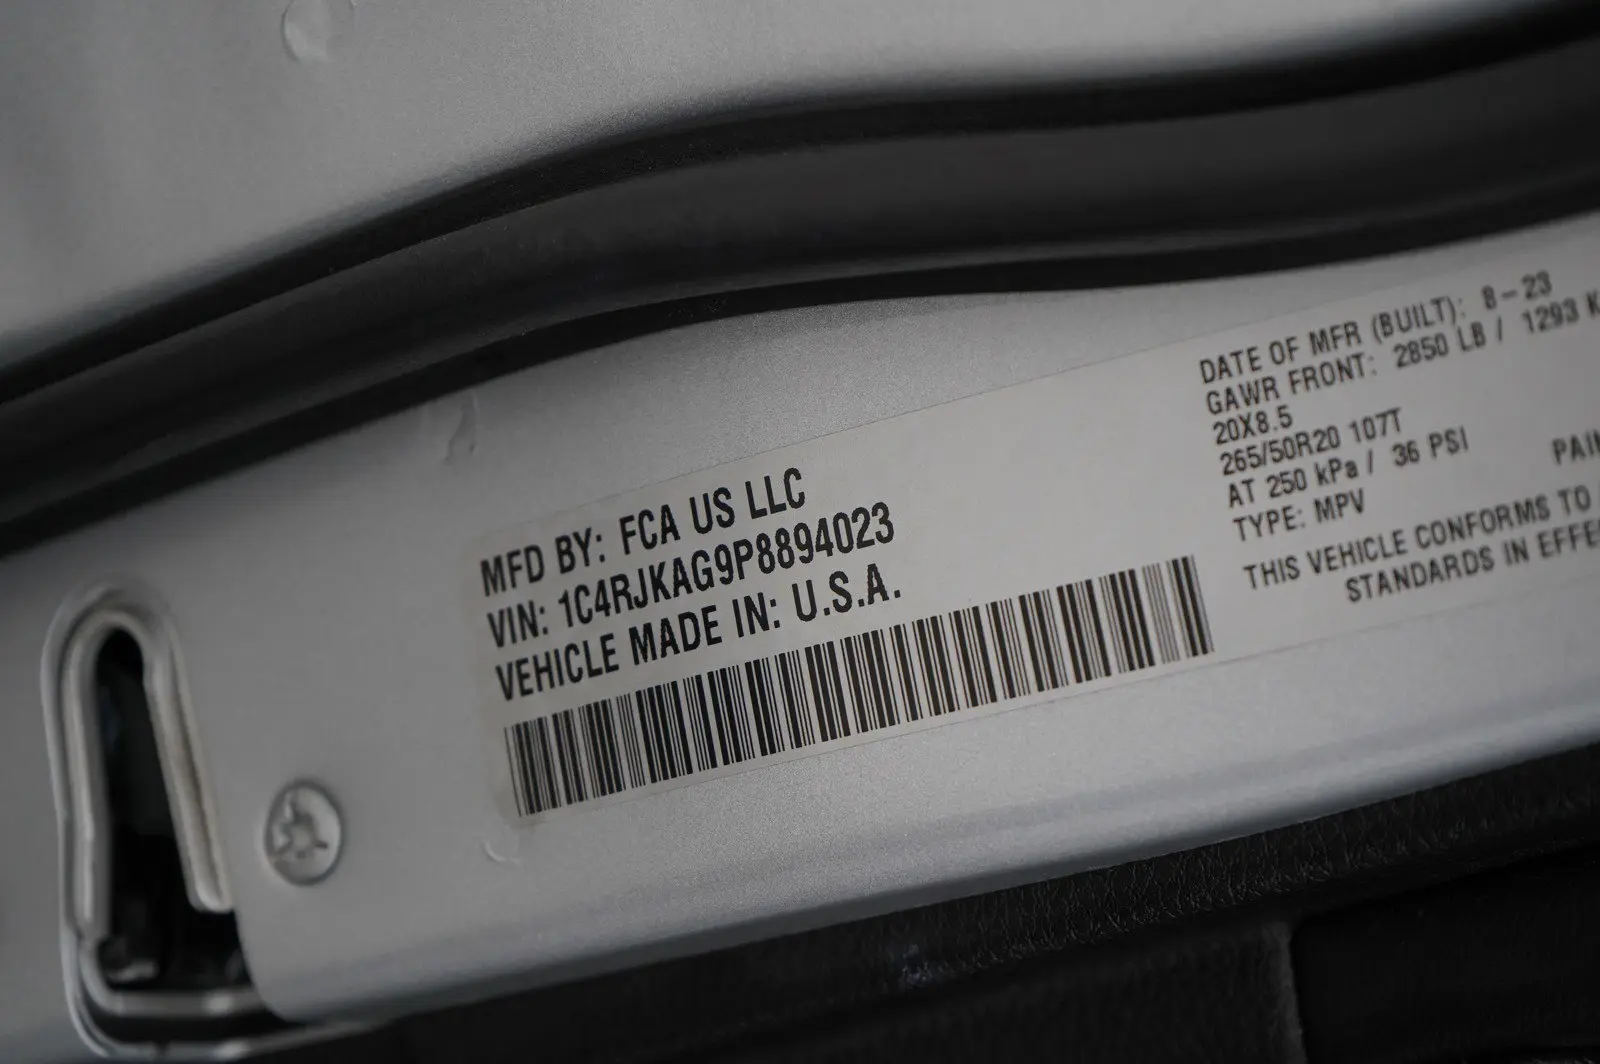 MFD BY: FCA US LLC
VIN: 1C4RJKAG9P8894023
VEHICLE MADE IN: U.S.A.
DATE OF MFR (BUILT): 8-23
GAWR FRONT: 2850 LB / 1293 K
20X8.5
265/50R20 107T
AT 250 kPa / 36 PSI
TYPE: MPV
PAI
THIS VEHICLE CONFORMS TO
STANDARDS IN EFFE